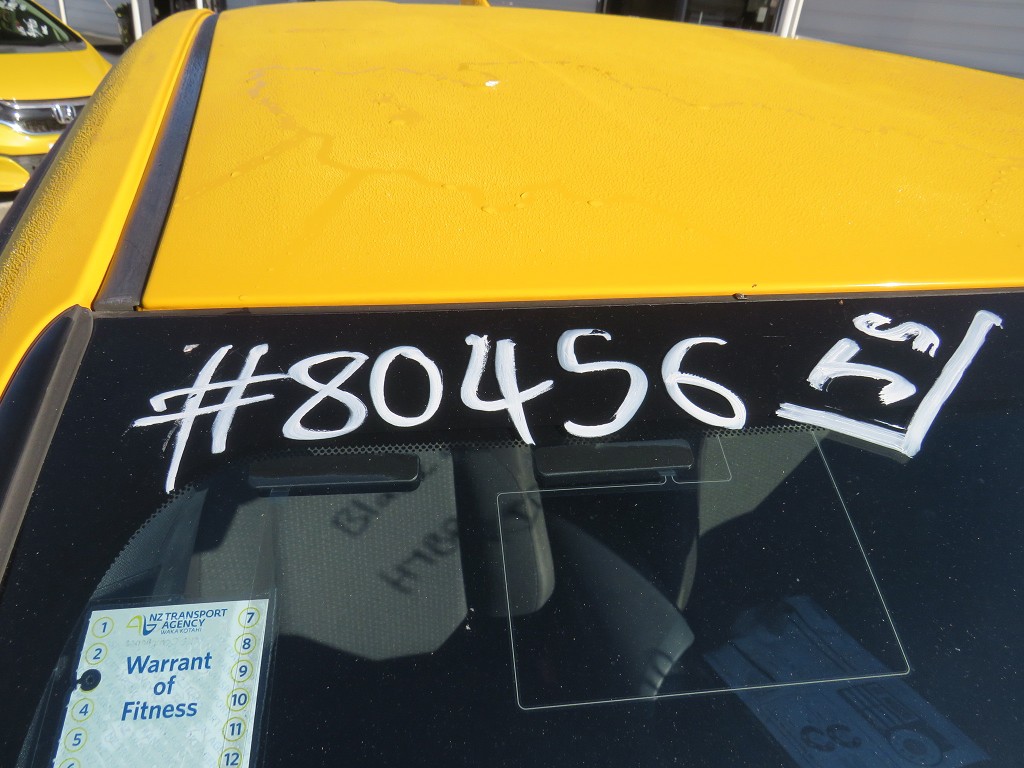 #80456
NZ TRANSPORT
AGENCY
WAKA KOTAHI
Warrant
of
Fitness
1
2
4
5
7
8
9
10
11
12